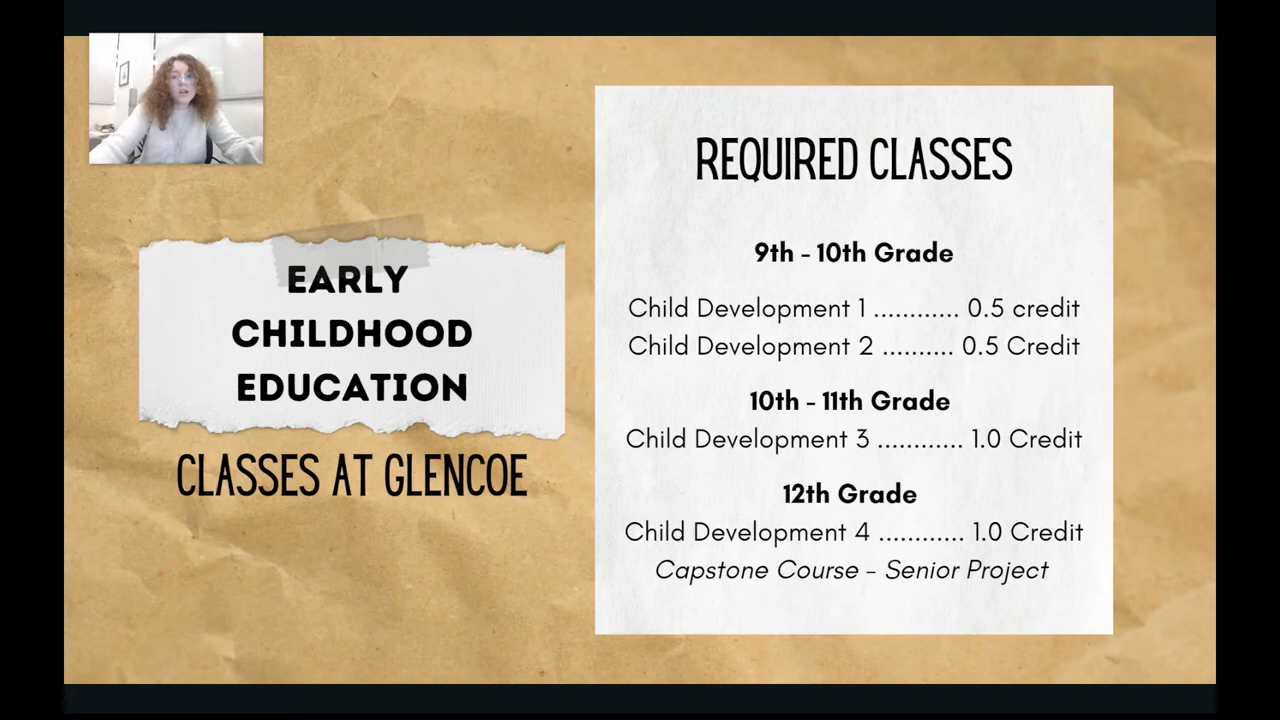 EARLY
CHILDHOOD
EDUCATION
CLASSES AT GLENCOE
REQUIRED CLASSES
9th - 10th Grade
Child Development 1 ............ 0.5 credit
Child Development 2 .......... 0.5 Credit
10th - 11th Grade
Child Development 3 ............ 1.0 Credit
12th Grade
Child Development 4 ............ 1.0 Credit
Capstone Course - Senior Project